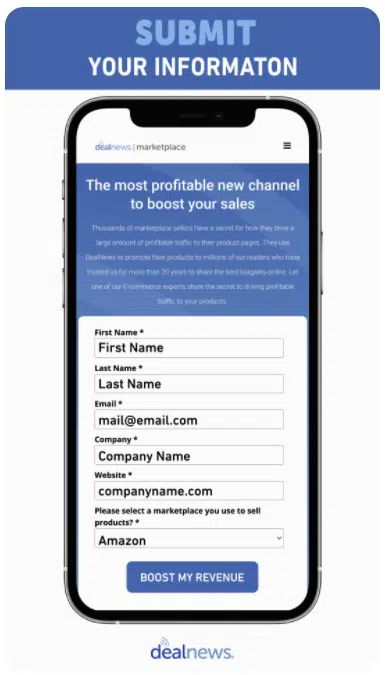 SUBMIT
YOUR INFORMATON
dealnews | marketplace
The most profitable new channel
to boost your sales
Thousands of marketplace sellers have a secret for how they drive a
large amount of profitable traffic to their product pages. They use
DealNews to promote their products to millions of our readers who have
trusted us for more than 20 years to share the best bargains online. Let
one of our E-commerce experts share the secret to driving profitable
traffic to your products.
First Name *
First Name
Last Name *
Last Name
Email *
mail@email.com
Company *
Company Name
Website *
companyname.com
Please select a marketplace you use to sell
products? *
Amazon
BOOST MY REVENUE
dealnews.